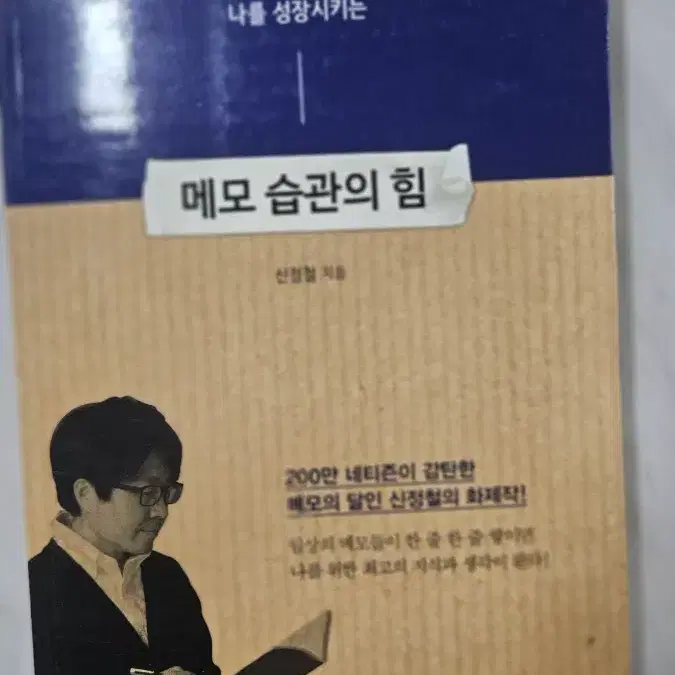 나를 성장시키는
메모 습관의 힘
신정철 지음
200만 네티즌이 감탄한
메모의 달인 신정철의 화제작!
일상의 메모들이 한 줄 한 줄 쌓이면
나를 위한 최고의 지식과 생각이 된다!